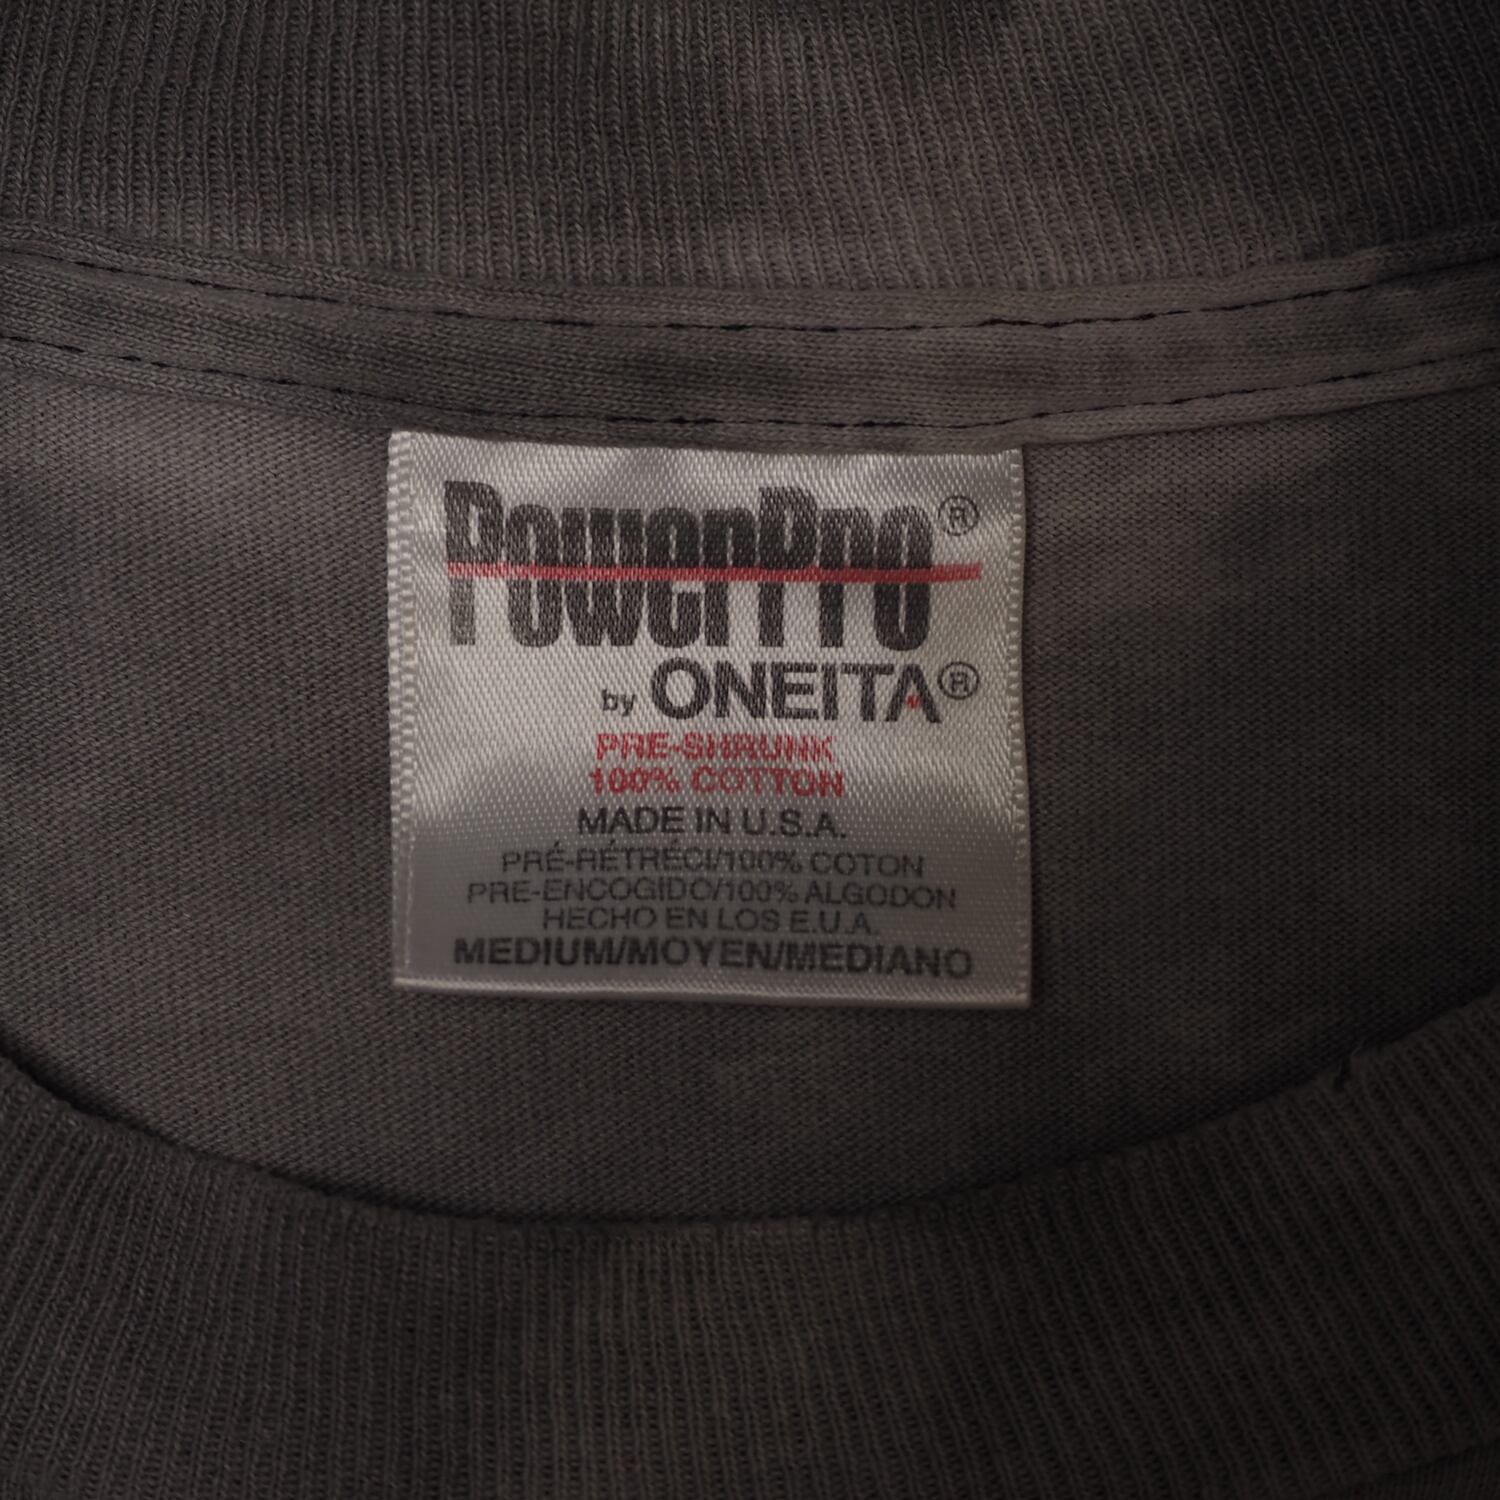 PowerPro®
by ONEITA®
PRE-SHRUNK
100% COTTON
MADE IN U.S.A.
PRÉ-RÉTRÉCI/100% COTON
PRE-ENCOGIDO/100% ALGODON
HECHO EN LOS E.U.A.
MEDIUM/MOYEN/MEDIANO